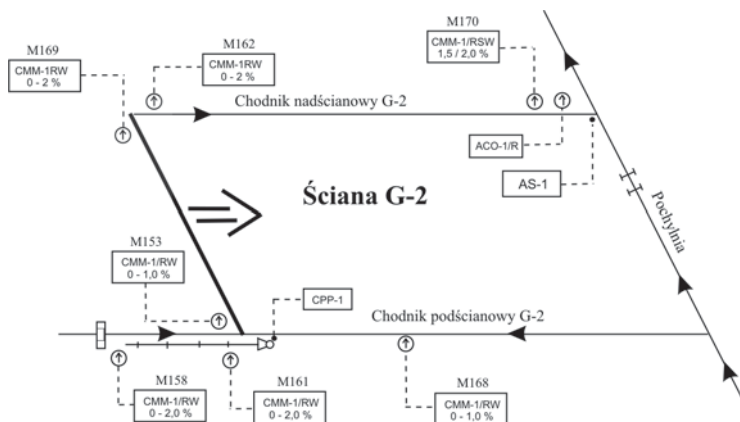 M170
M162
M169
CMM-1RW
0 - 2 %
CMM-1RW
0 - 2 %
CMM-1/RSW
1,5 / 2,0 %
Chodnik nadścianowy G-2
ACO-1/R
AS-1
Ściana G-2
Pochylnia
M153
CMM-1/RW
0 - 1,0 %
CPP-1
Chodnik podścianowy G-2
M158
CMM-1/RW
0 - 2,0 %
M161
CMM-1/RW
0 - 2,0 %
M168
CMM-1/RW
0 - 1,0 %